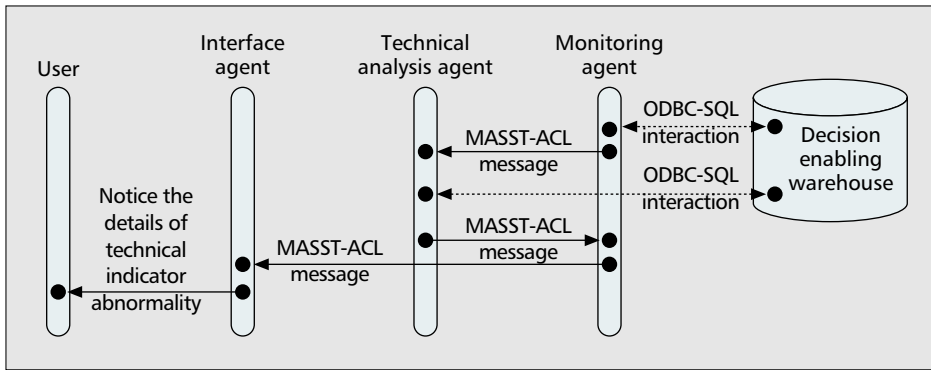 User
Interface
agent
Technical
analysis agent
Monitoring
agent
ODBC-SQL
interaction
Decision
enabling
warehouse
MASST-ACL
message
ODBC-SQL
interaction
Notice the
details of
technical
indicator
abnormality
MASST-ACL
message
MASST-ACL
message